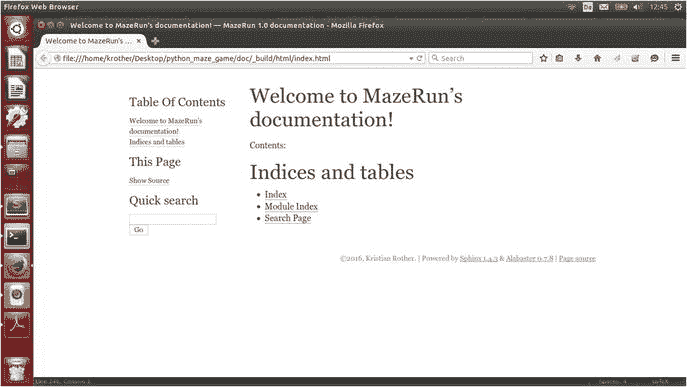 Firefox Web Browser
Da
12:45
Welcome to MazeRun's documentation! — MazeRun 1.0 documentation - Mozilla Firefox
Welcome to MazeRun's ...
file:///home/krother/Desktop/python_maze_game/doc/_build/html/index.html
Search
Table Of Contents
Welcome to MazeRun's
documentation!
Indices and tables
This Page
Show Source
Quick search
Go
Welcome to MazeRun's
documentation!
Contents:
Indices and tables
Index
Module Index
Search Page
©2016, Kristian Rother. | Powered by Sphinx 1.4.3 & Alabaster 0.7.8 | Page source